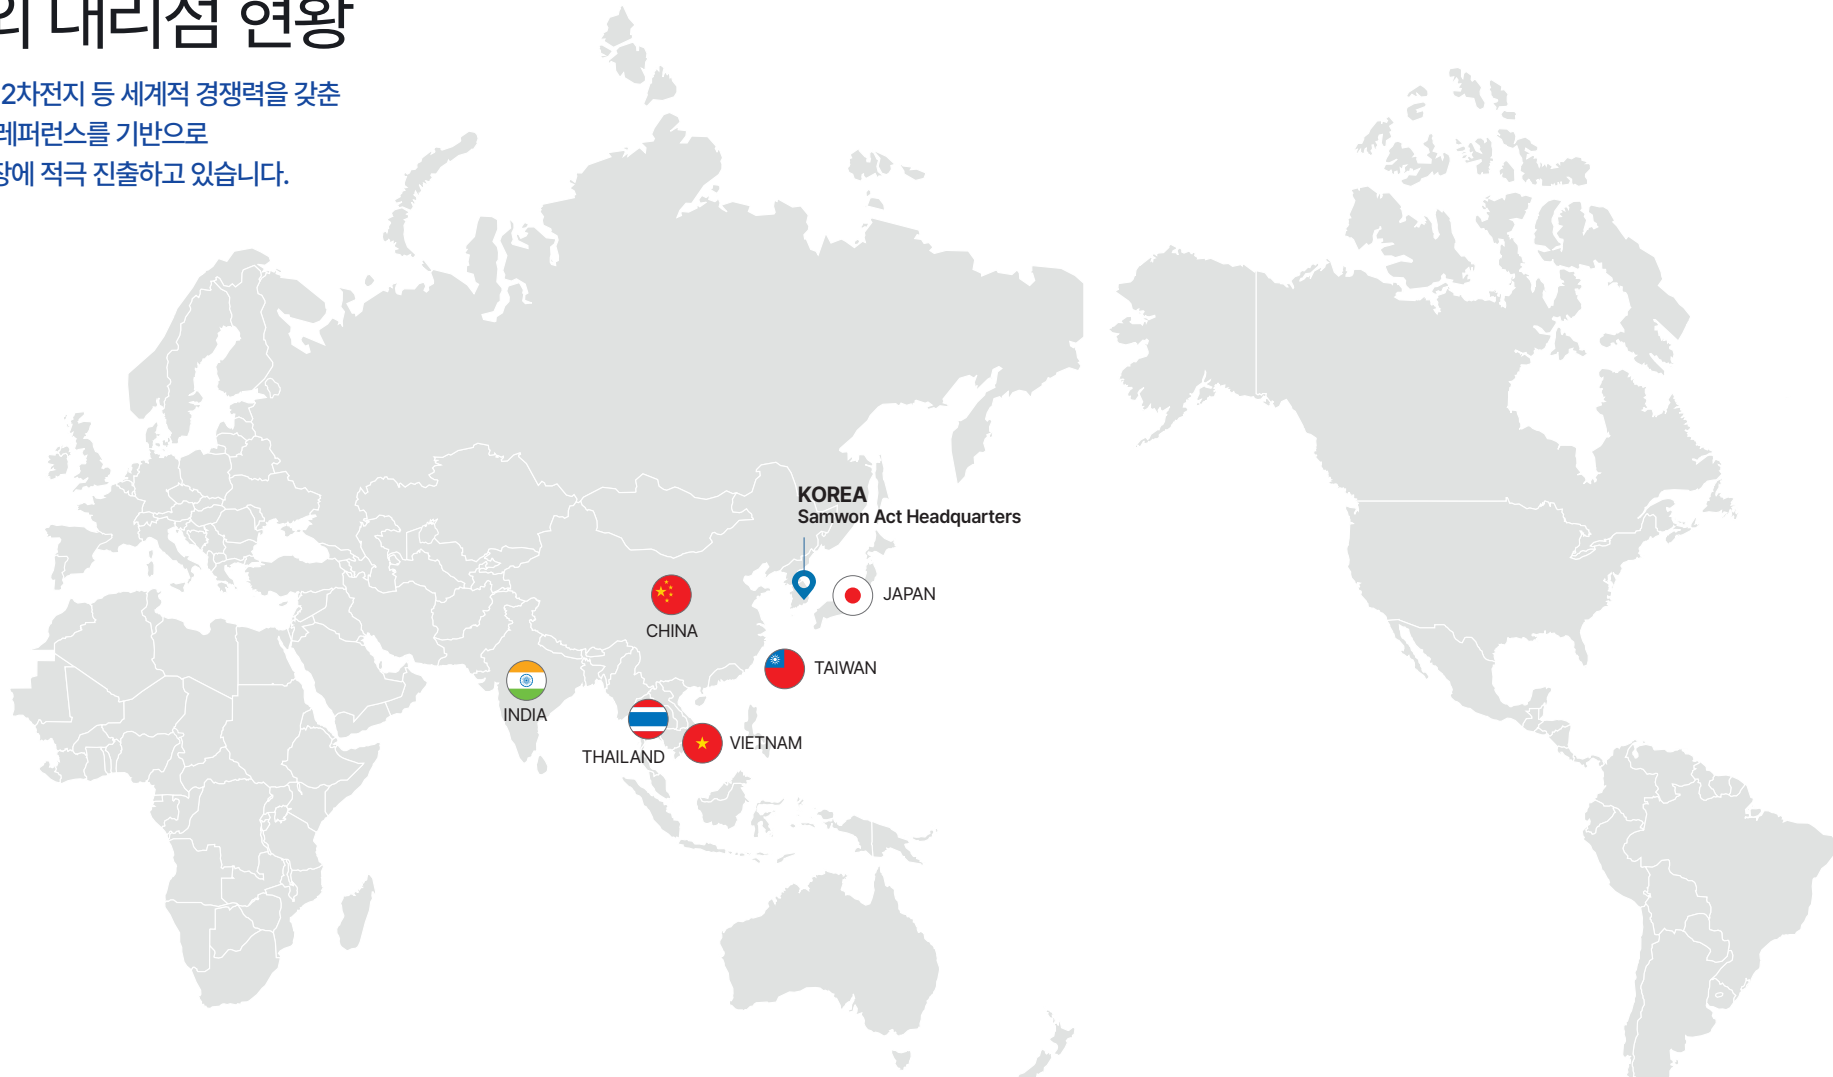 대리점 현황
2차전지 등 세계적 경쟁력을 갖춘
레퍼런스를 기반으로
장에 적극 진출하고 있습니다.
KOREA
Samwon Act Headquarters
JAPAN
CHINA
TAIWAN
INDIA
VIETNAM
THAILAND